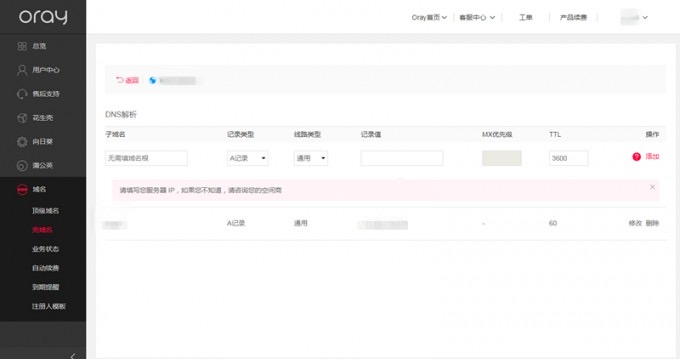 oray
Oray首页 客服中心 工单 产品续费
总览
用户中心
售后支持
花生壳
向日葵
蒲公英
域名
顶级域名
壳域名
业务状态
自动续费
到期提醒
注册人模板
返回
DNS解析
子域名 记录类型 线路类型 记录值 MX优先级 TTL 操作
无需填域名根 A记录 通用 3600 ? 添加
请填写您服务器 IP，如果您不知道，请咨询您的空间商
A记录 通用 - 60 修改 删除